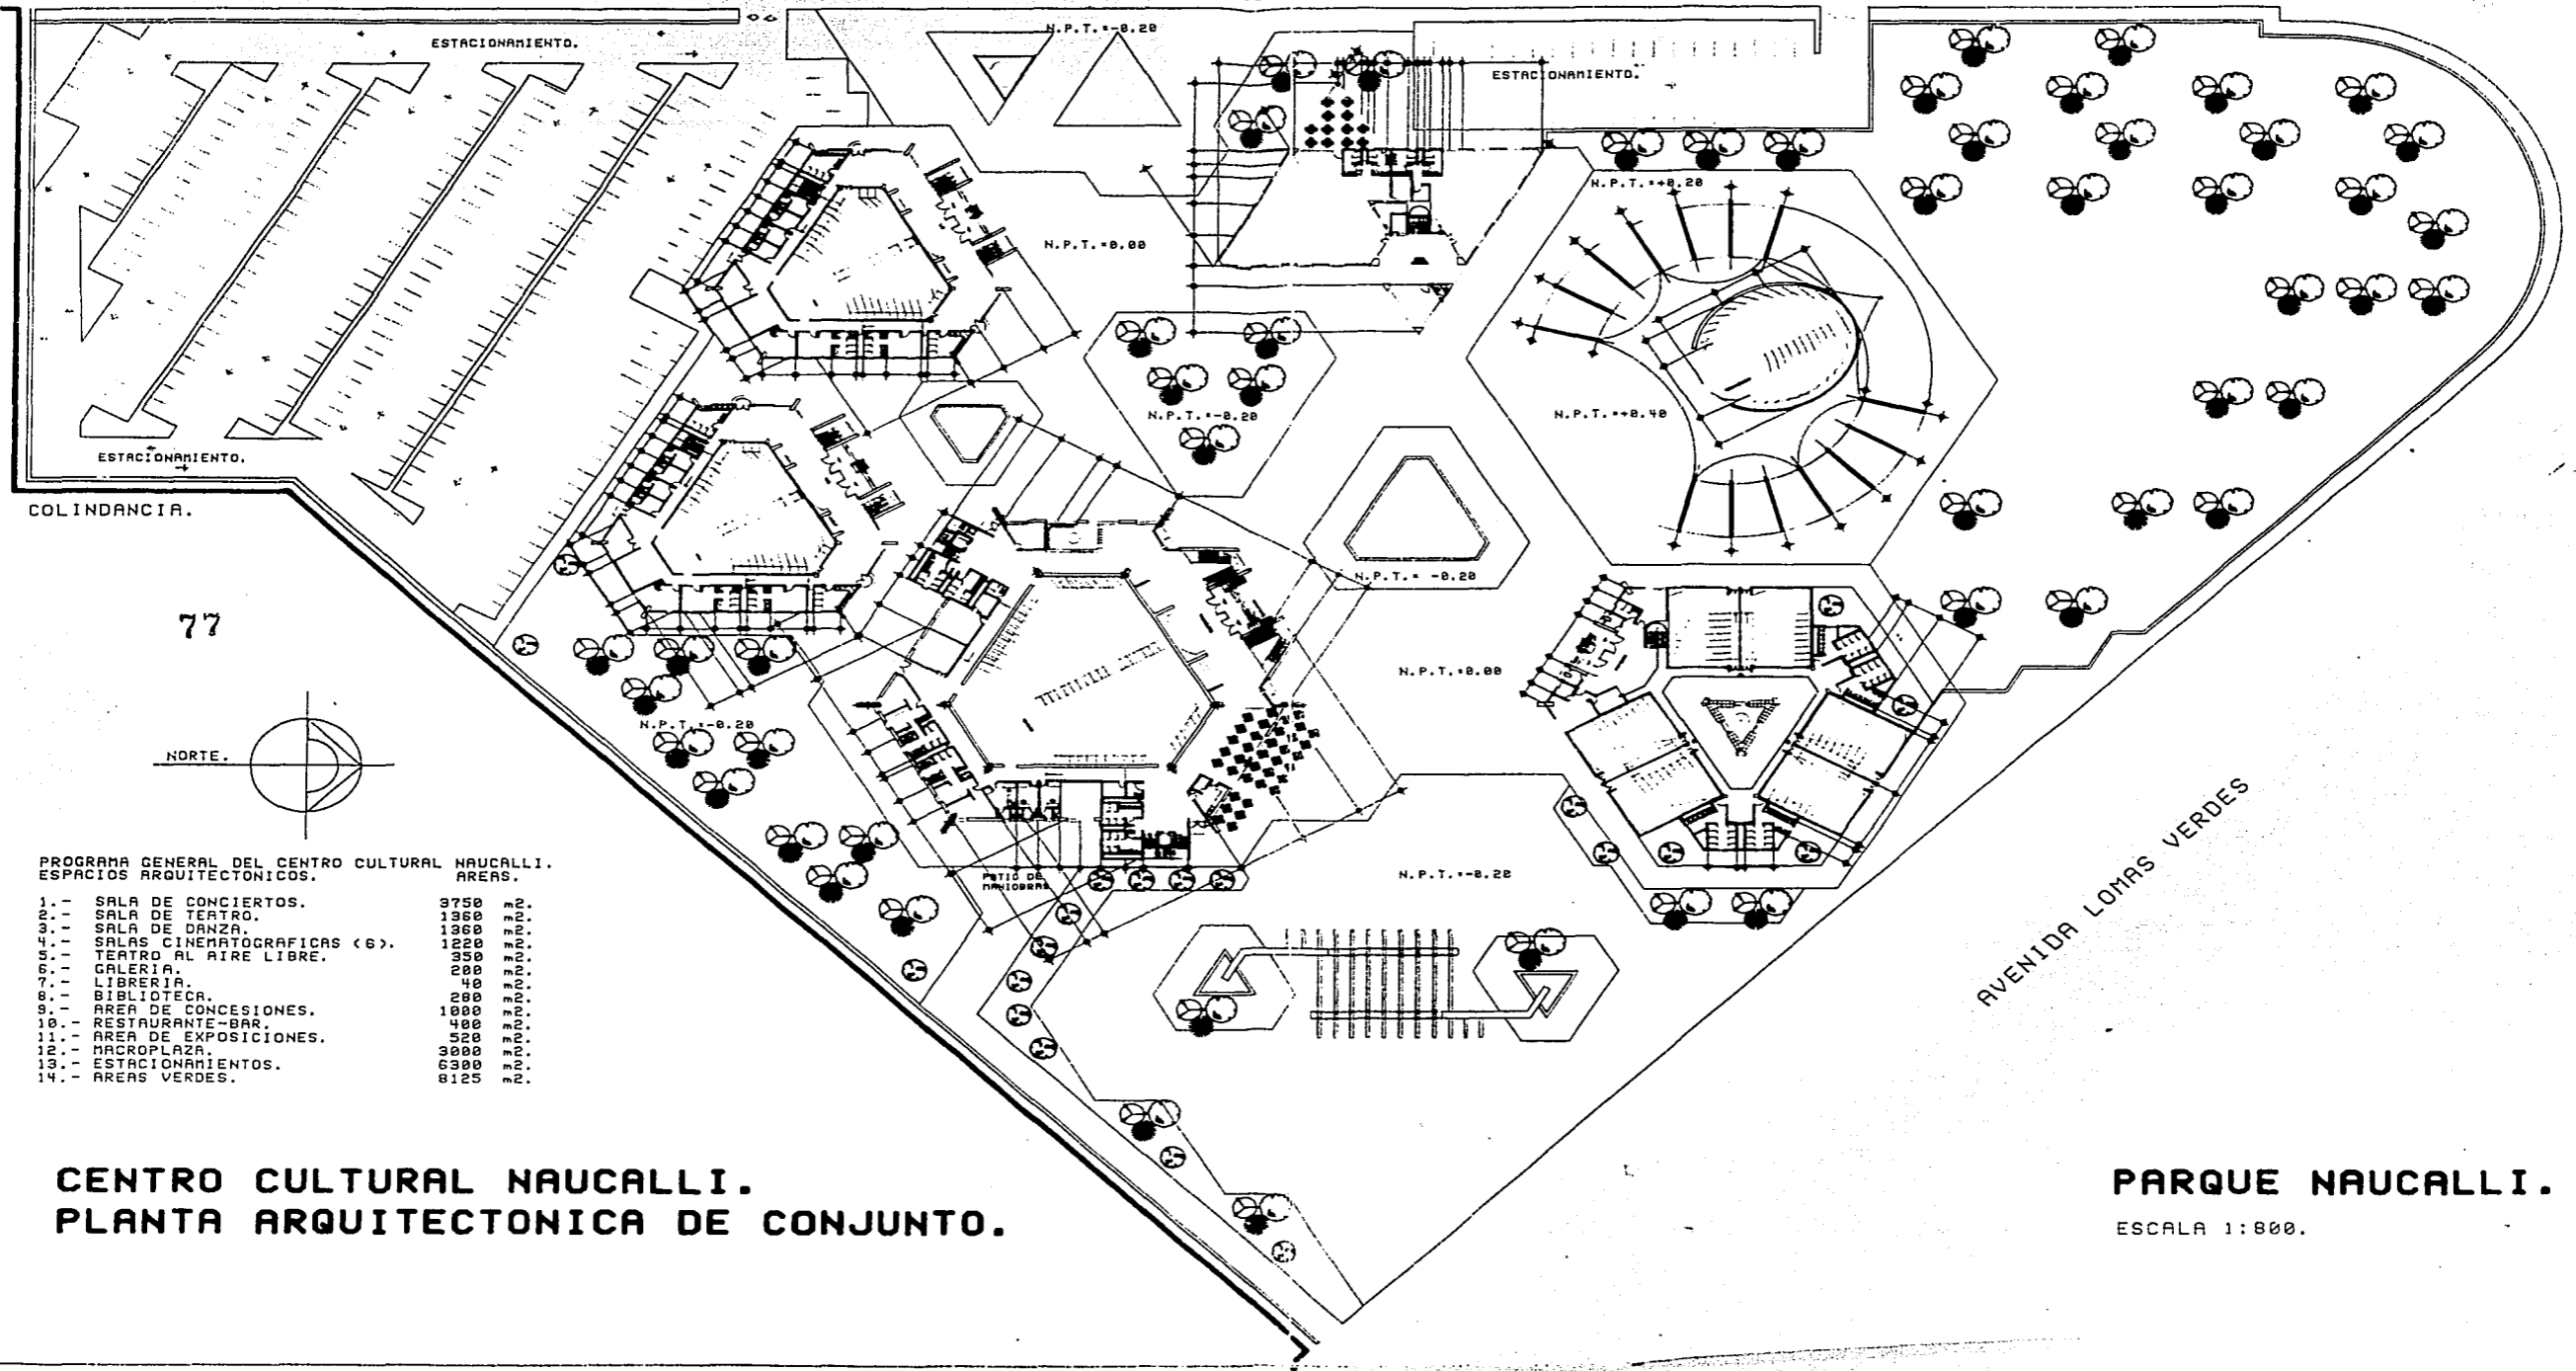 N.P.T.=-0.20
ESTACIONAMIENTO.
ESTACIONAMIENTO.
N.P.T.=+0.20
N.P.T.=0.00
N.P.T.=-0.20
N.P.T.=+0.40
ESTACIONAMIENTO.
COLINDANCIA.
N.P.T.= -0.20
77
N.P.T.=0.00
N.P.T.=-0.20
NORTE.
AVENIDA LOMAS VERDES
PATIO DE
MANIOBRAS
N.P.T.=-0.20
PROGRAMA GENERAL DEL CENTRO CULTURAL NAUCALLI.
ESPACIOS ARQUITECTONICOS. AREAS.
1.- SALA DE CONCIERTOS. 3750 m2.
2.- SALA DE TEATRO. 1360 m2.
3.- SALA DE DANZA. 1360 m2.
4.- SALAS CINEMATOGRAFICAS (6). 1220 m2.
5.- TEATRO AL AIRE LIBRE. 350 m2.
6.- GALERIA. 200 m2.
7.- LIBRERIA. 40 m2.
8.- BIBLIOTECA. 280 m2.
9.- AREA DE CONCESIONES. 1000 m2.
10.- RESTAURANTE-BAR. 400 m2.
11.- AREA DE EXPOSICIONES. 520 m2.
12.- MACROPLAZA. 3000 m2.
13.- ESTACIONAMIENTOS. 6300 m2.
14.- AREAS VERDES. 8125 m2.
CENTRO CULTURAL NAUCALLI.
PLANTA ARQUITECTONICA DE CONJUNTO.
PARQUE NAUCALLI.
ESCALA 1:800.